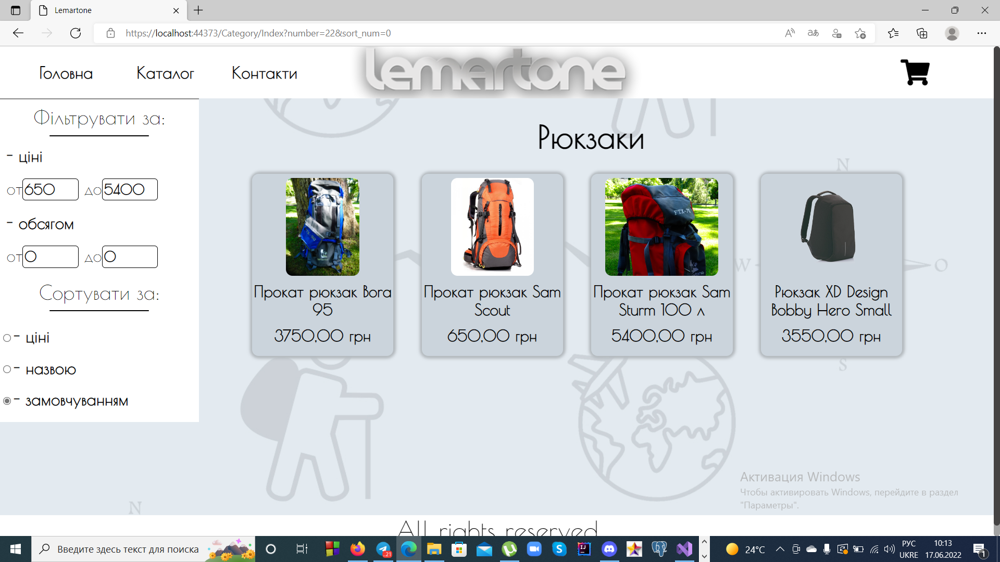 Lemartone
https://localhost:44373/Category/Index?number=22&sort_num=0
Головна Каталог Контакти lemartone
Фільтрувати за:
- ціні
от 650 до 5400
- обсягом
от 0 до 0
Сортувати за:
- ціні
- назвою
- замовчуванням
Рюкзаки
Прокат рюкзак Bora
95
3750,00 грн
Прокат рюкзак Sam
Scout
650,00 грн
FTX-70
Прокат рюкзак Sam
Sturm 100 л
5400,00 грн
Рюкзак XD Design
Bobby Hero Small
3550,00 грн
N
W
O
S
N
Активация Windows
Чтобы активировать Windows, перейдите в раздел
"Параметры".
All rights reserved
Введите здесь текст для поиска
..21
24°C
РУС
UKRE
10:13
17.06.2022
1